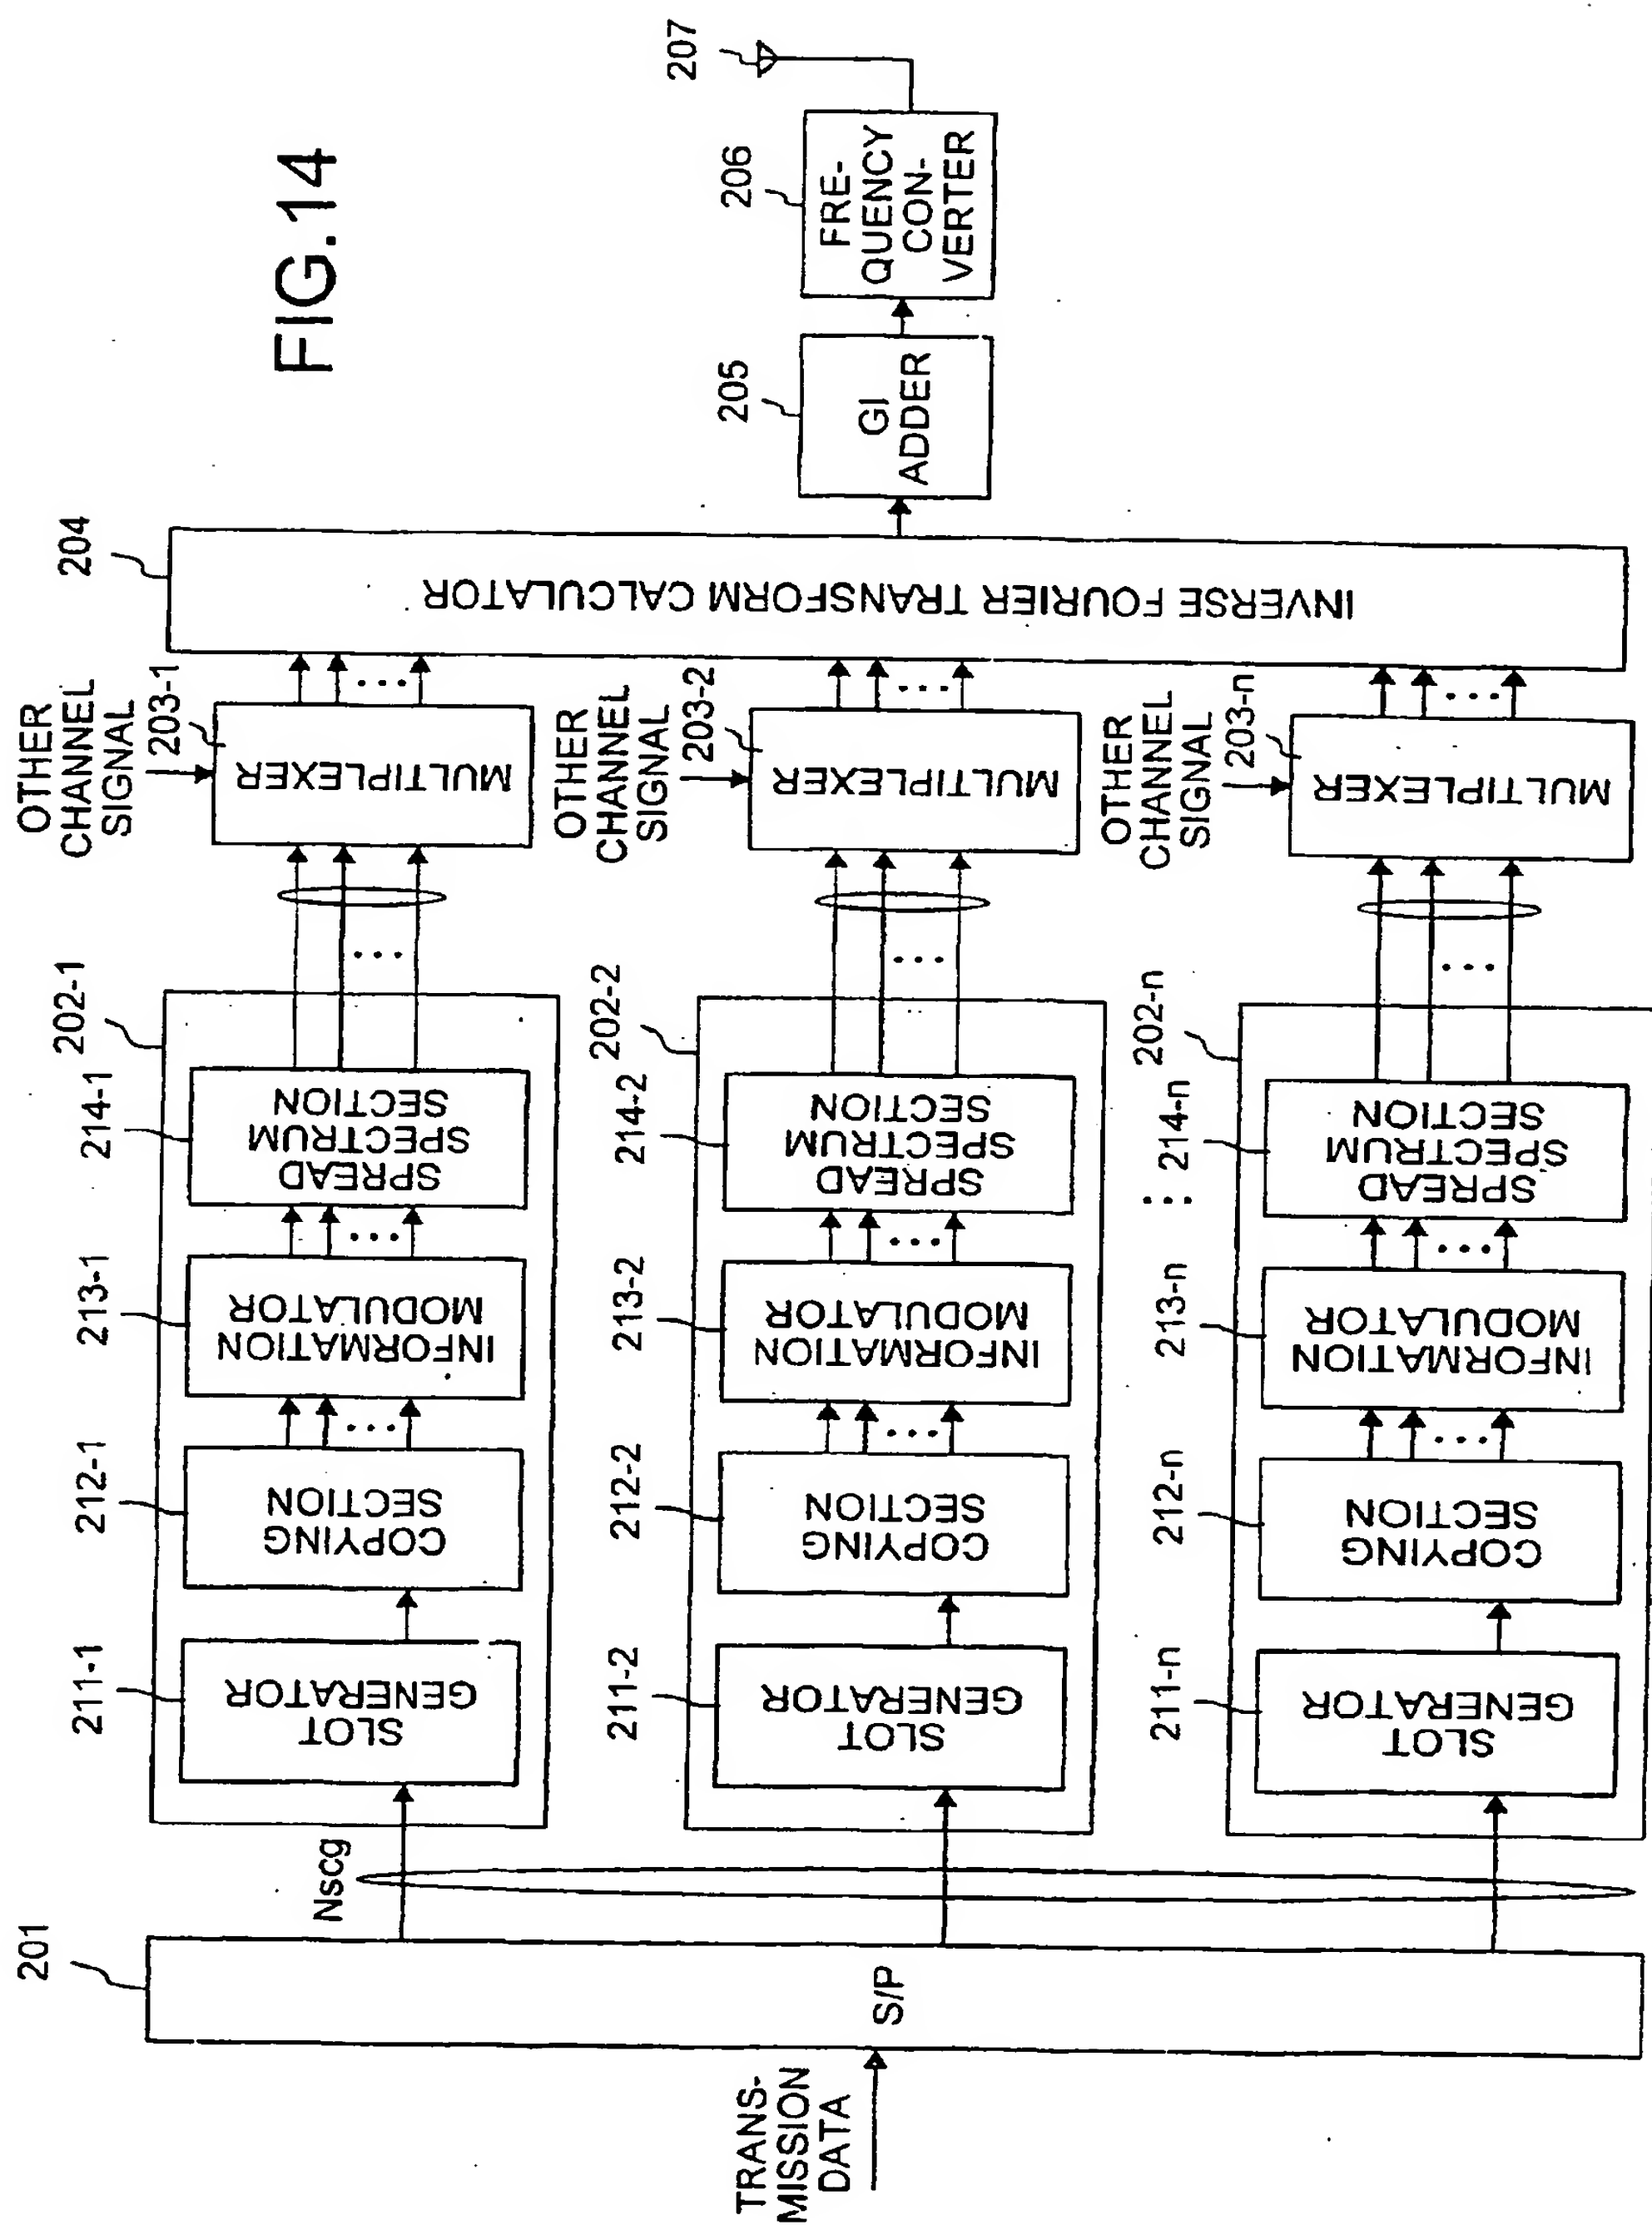 FIG.14
TRANS-
MISSION
DATA
201
S/P
Nscg
202-1
211-1
SLOT
GENERATOR
212-1
COPYING
SECTION
213-1
INFORMATION
MODULATOR
214-1
SPREAD
SPECTRUM
SECTION
OTHER
CHANNEL
SIGNAL
203-1
MULTIPLEXER
202-2
211-2
SLOT
GENERATOR
212-2
COPYING
SECTION
213-2
INFORMATION
MODULATOR
214-2
SPREAD
SPECTRUM
SECTION
OTHER
CHANNEL
SIGNAL
203-2
MULTIPLEXER
202-n
211-n
SLOT
GENERATOR
212-n
COPYING
SECTION
213-n
INFORMATION
MODULATOR
214-n
SPREAD
SPECTRUM
SECTION
OTHER
CHANNEL
SIGNAL
203-n
MULTIPLEXER
204
INVERSE FOURIER TRANSFORM CALCULATOR
205
GI
ADDER
206
FRE-
QUENCY
CON-
VERTER
207